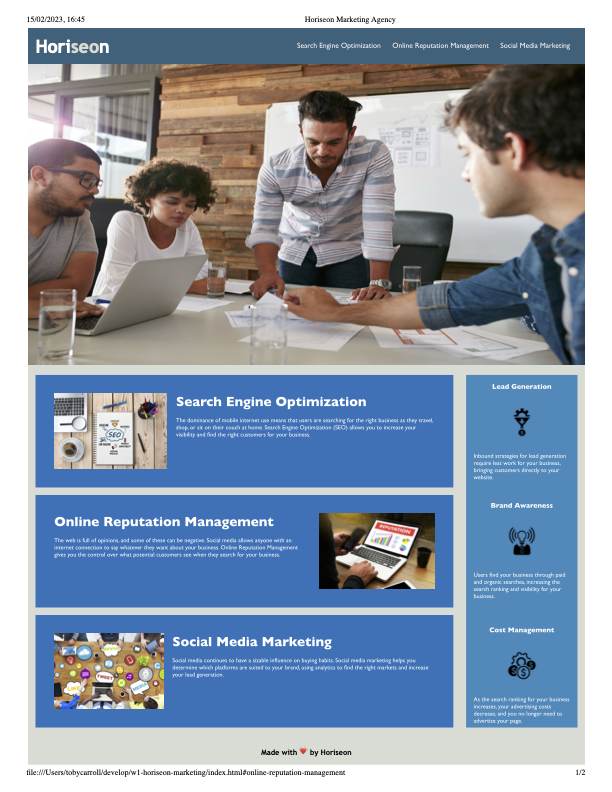 15/02/2023, 16:45
Horiseon Marketing Agency
Horiseon
Search Engine Optimization
Online Reputation Management
Social Media Marketing
Search Engine Optimization
The dominance of mobile internet use means that users are searching for the right business as they travel,
shop, or sit on their couch at home. Search Engine Optimization (SEO) allows you to increase your
visibility and find the right customers for your business.
SEO
Online Reputation Management
The web is full of opinions, and some of these can be negative. Social media allows anyone with an
internet connection to say whatever they want about your business. Online Reputation Management
gives you the control over what potential customers see when they search for your business.
REPUTATION
Social Media Marketing
Social media continues to have a sizable influence on buying habits. Social media marketing helps you
determine which platforms are suited to your brand, using analytics to find the right markets and increase
your lead generation.
TWEET
Lead Generation
Inbound strategies for lead generation
require less work for your business,
bringing customers directly to your
website.
Brand Awareness
Users find your business through paid
and organic searches, increasing the
search ranking and visibility for your
business.
Cost Management
As the search ranking for your business
increases, your advertising costs
decrease, and you no longer need to
advertise your page.
Made with ❤️ by Horiseon
file:///Users/tobycarroll/develop/w1-horiseon-marketing/index.html#online-reputation-management
1/2